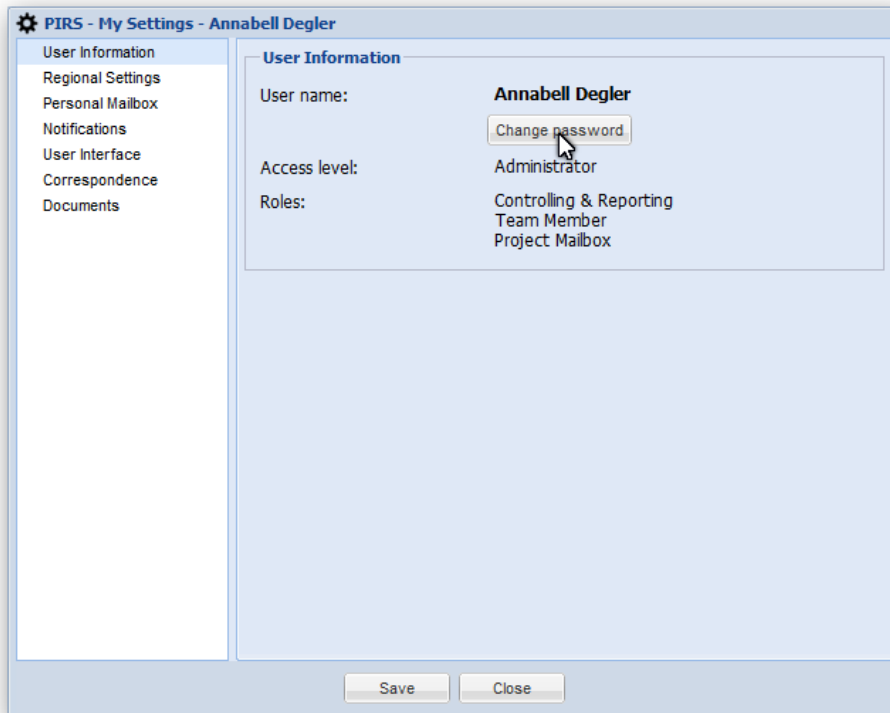 PIRS - My Settings - Annabell Degler
User Information
Regional Settings
Personal Mailbox
Notifications
User Interface
Correspondence
Documents
User Information
User name: Annabell Degler
Change password
Access level: Administrator
Roles: Controlling & Reporting
Team Member
Project Mailbox
Save Close